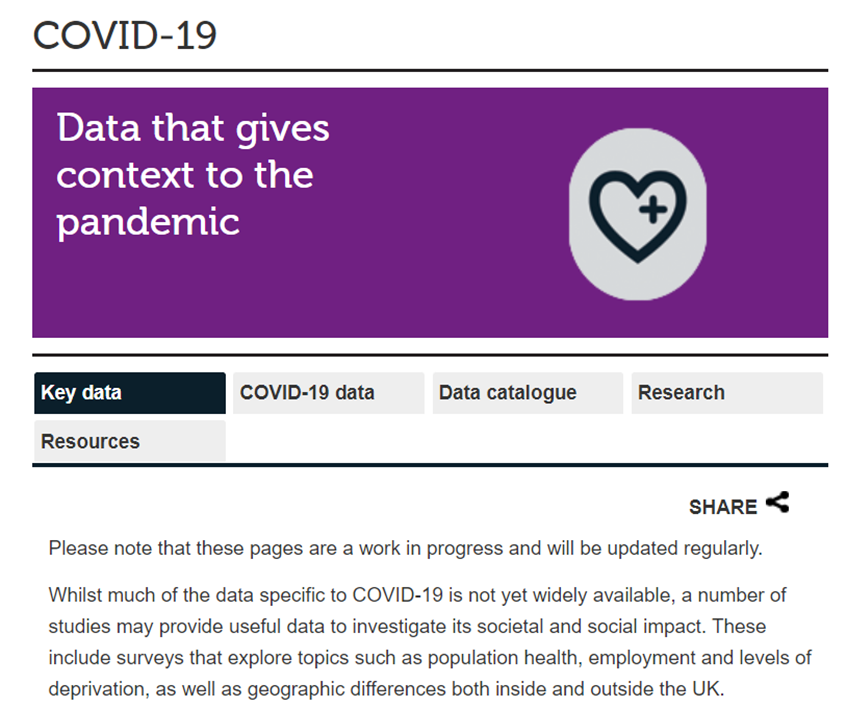 COVID-19
Data that gives
context to the
pandemic
Key data
COVID-19 data
Data catalogue
Research
Resources
SHARE
Please note that these pages are a work in progress and will be updated regularly.
Whilst much of the data specific to COVID-19 is not yet widely available, a number of
studies may provide useful data to investigate its societal and social impact. These
include surveys that explore topics such as population health, employment and levels of
deprivation, as well as geographic differences both inside and outside the UK.